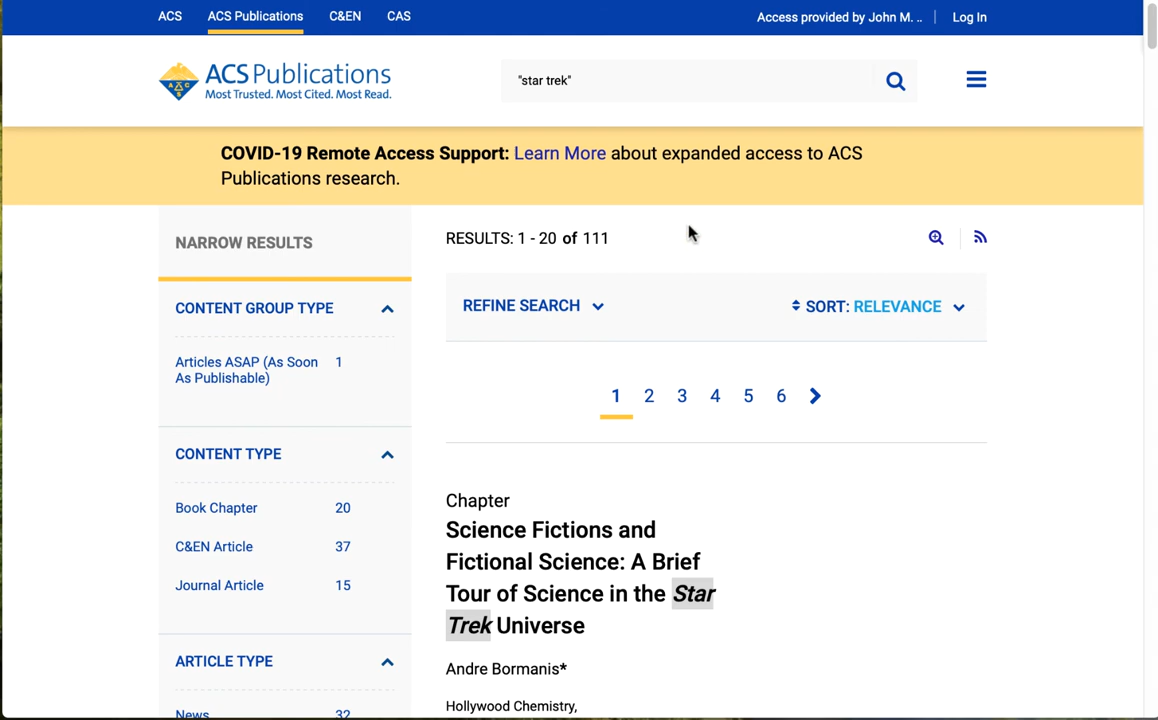 ACS ACS Publications C&EN CAS Access provided by John M. .. Log In
ACS Publications
Most Trusted. Most Cited. Most Read.
"star trek"
COVID-19 Remote Access Support: Learn More about expanded access to ACS
Publications research.
NARROW RESULTS
CONTENT GROUP TYPE
Articles ASAP (As Soon 1
As Publishable)
CONTENT TYPE
Book Chapter 20
C&EN Article 37
Journal Article 15
ARTICLE TYPE
News 32
RESULTS: 1 - 20 of 111
REFINE SEARCH SORT: RELEVANCE
1 2 3 4 5 6
Chapter
Science Fictions and
Fictional Science: A Brief
Tour of Science in the Star
Trek Universe
Andre Bormanis*
Hollywood Chemistry,